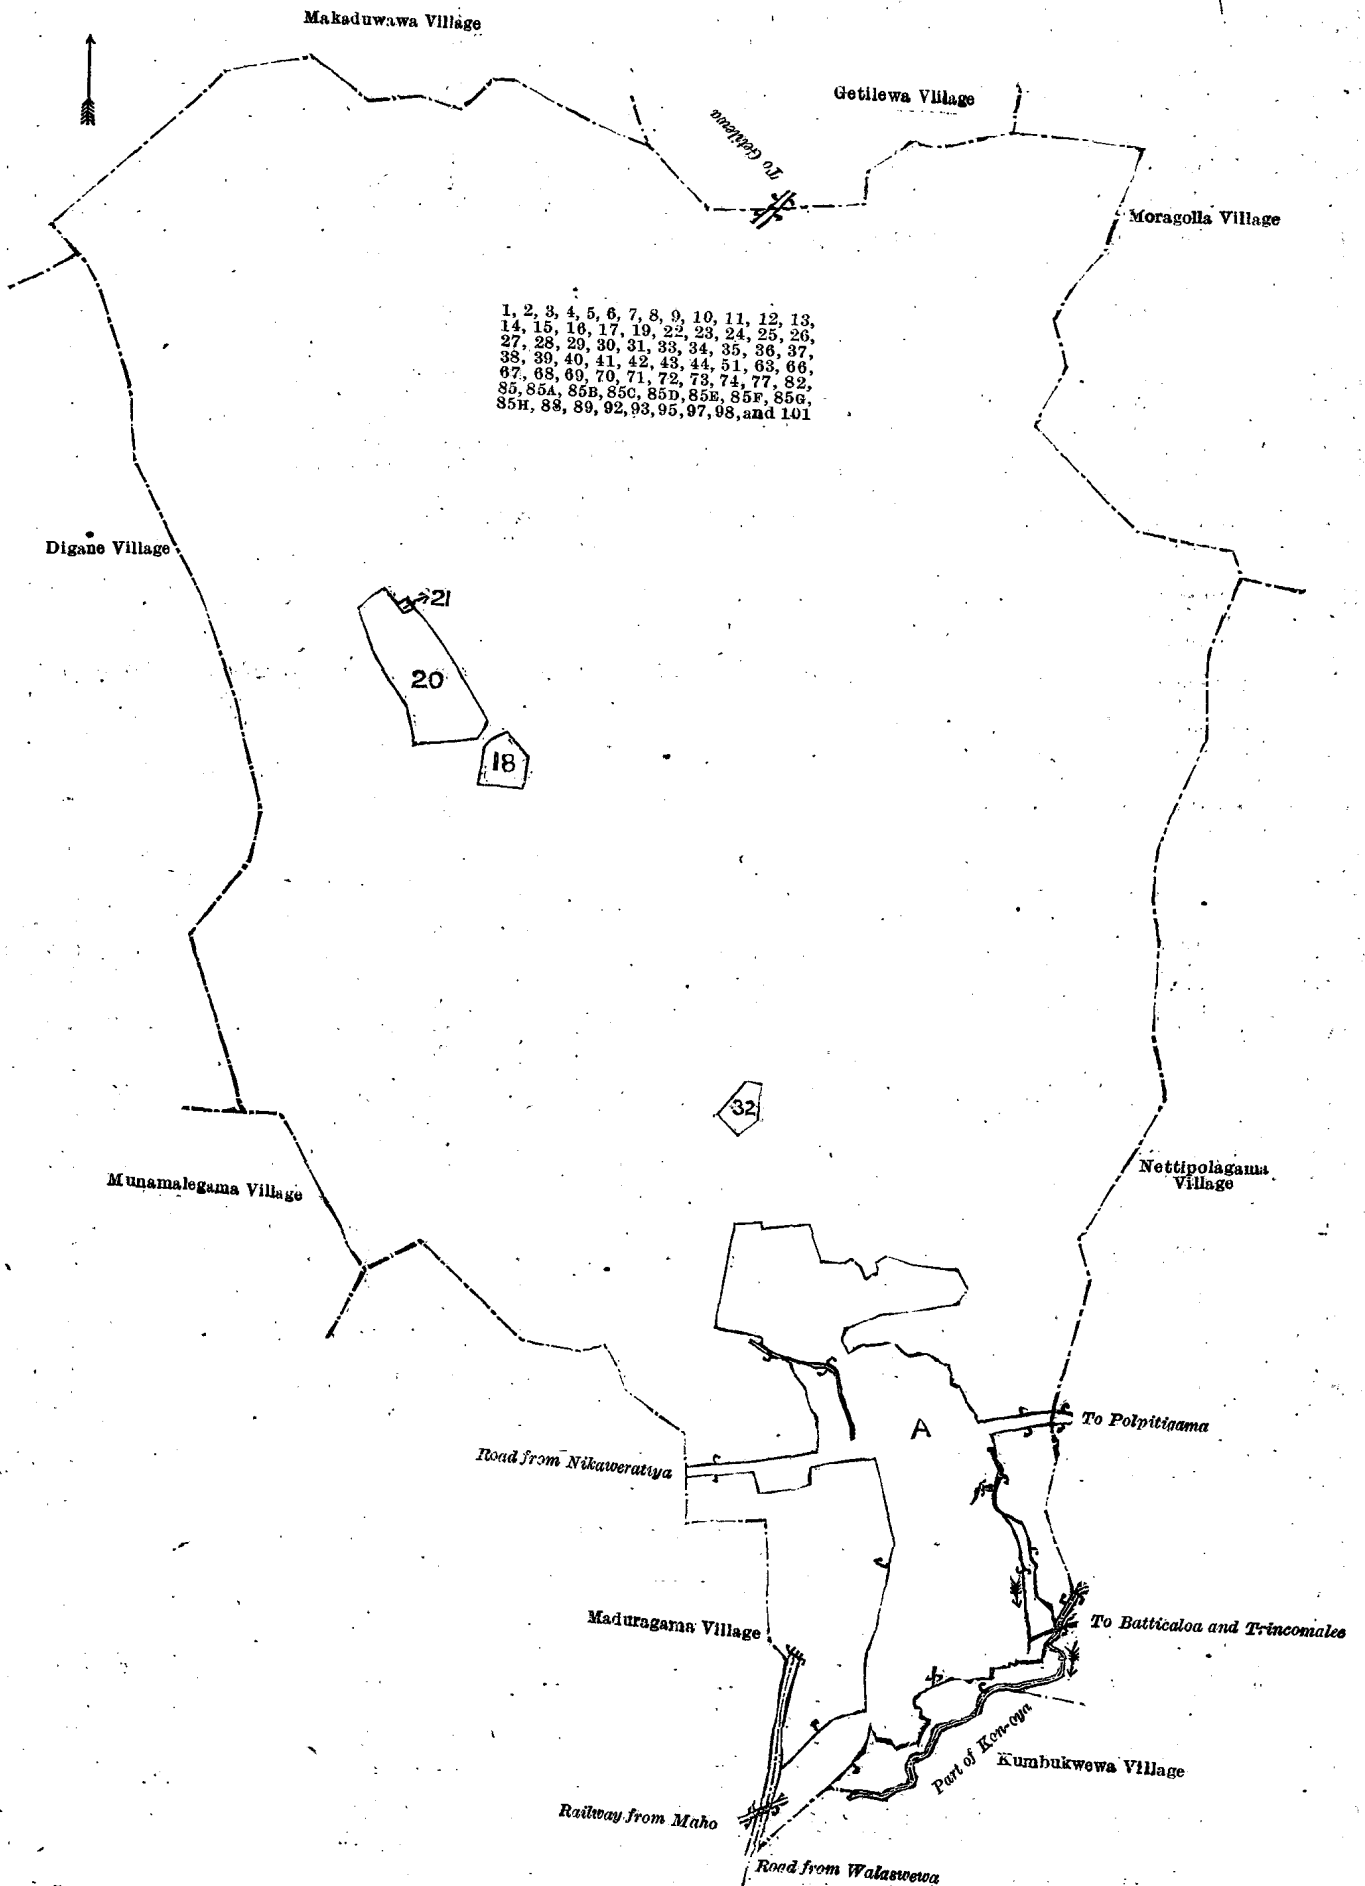 Makaduwawa Village
Getilewa Village
To Getilewa
Moragolla Village
1, 2, 3, 4, 5, 6, 7, 8, 9, 10, 11, 12, 13,
14, 15, 16, 17, 19, 22, 23, 24, 25, 26,
27, 28, 29, 30, 31, 33, 34, 35, 36, 37,
38, 39, 40, 41, 42, 43, 44, 51, 63, 66,
67, 68, 69, 70, 71, 72, 73, 74, 77, 82,
85, 85A, 85B, 85C, 85D, 85E, 85F, 85G,
85H, 88, 89, 92, 93, 95, 97, 98, and 101
Digane Village
21
20
18
32
Munamalegama Village
Nettipolagama
Village
To Polpitigama
A
Road from Nikaweratiya
Maduragama Village
To Batticaloa and Trincomalee
Part of Kon-oya
Kumbukwewa Village
Railway from Maho
Road from Walaswewa